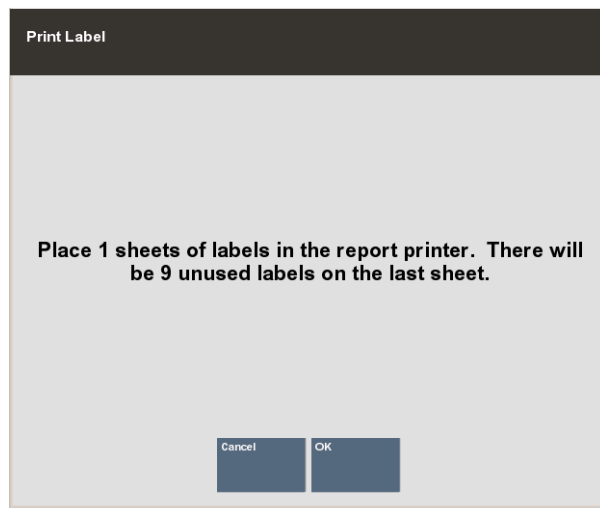 Print Label
Place 1 sheets of labels in the report printer.  There will
be 9 unused labels on the last sheet.
Cancel
OK